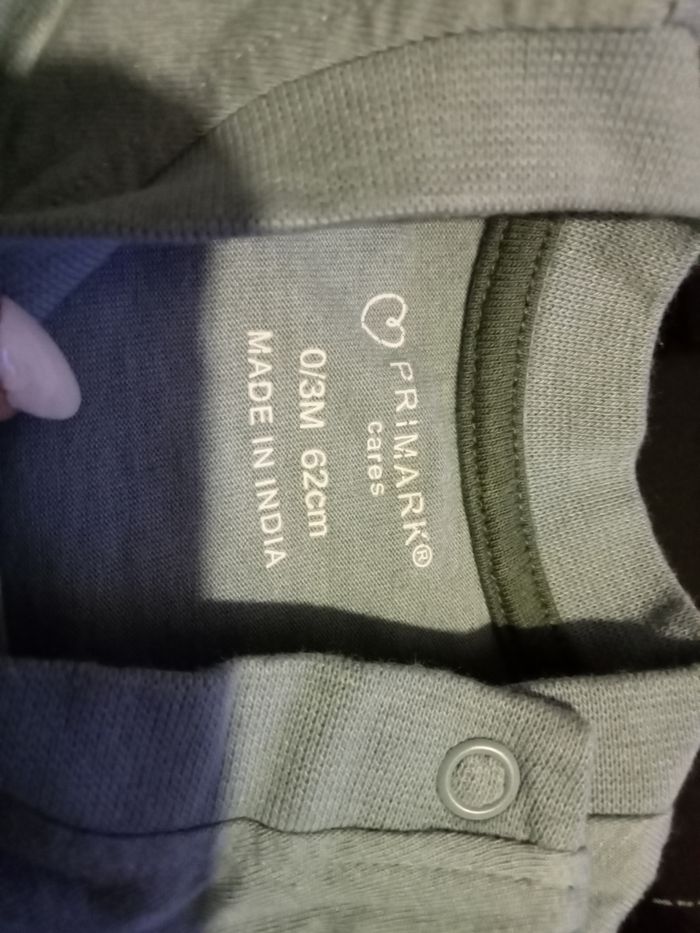 PRIMARK®
cares
0/3M 62cm
MADE IN INDIA